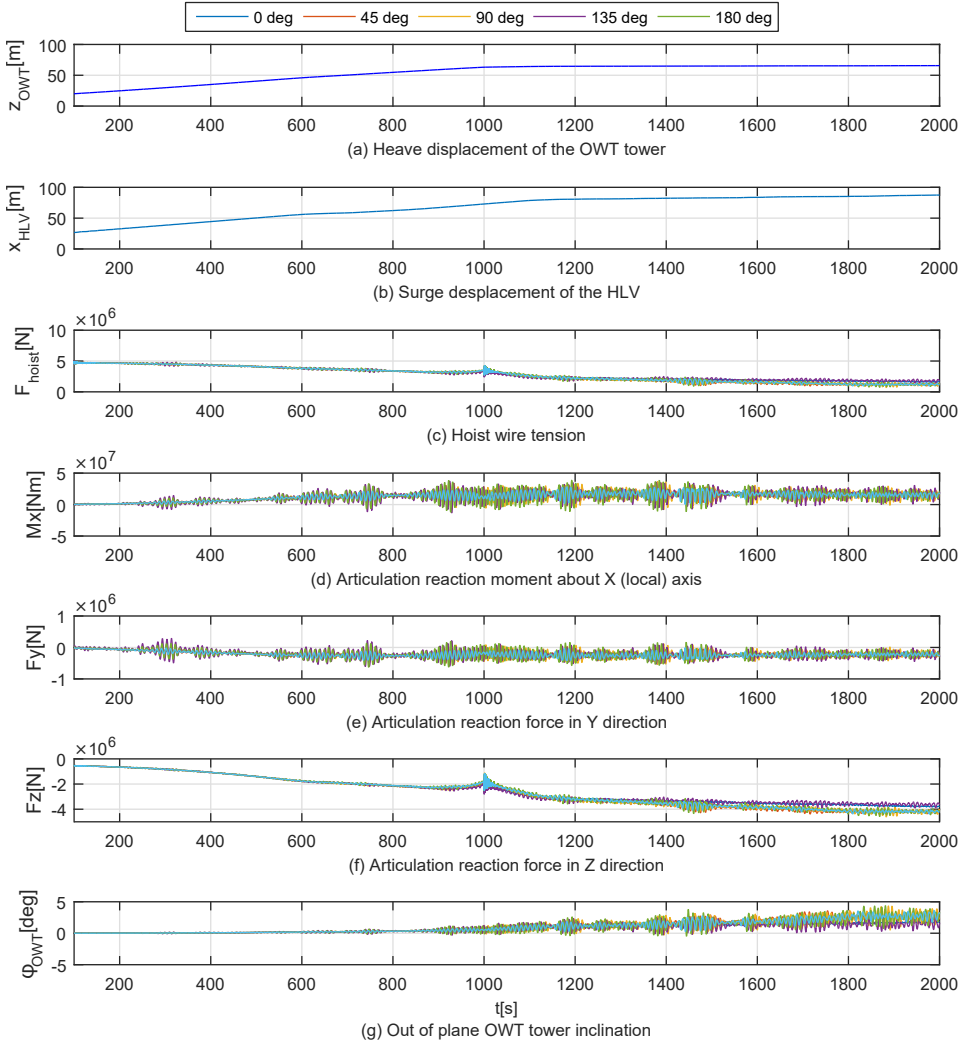 0 deg 45 deg 90 deg 135 deg 180 deg
z_OWT[m]
100
50
0
200 400 600 800 1000 1200 1400 1600 1800 2000
(a) Heave displacement of the OWT tower
x_HLV[m]
100
50
0
200 400 600 800 1000 1200 1400 1600 1800 2000
(b) Surge desplacement of the HLV
×10^6
F_hoist[N]
10
5
0
200 400 600 800 1000 1200 1400 1600 1800 2000
(c) Hoist wire tension
×10^7
Mx[Nm]
5
0
-5
200 400 600 800 1000 1200 1400 1600 1800 2000
(d) Articulation reaction moment about X (local) axis
×10^6
Fy[N]
1
0
-1
200 400 600 800 1000 1200 1400 1600 1800 2000
(e) Articulation reaction force in Y direction
×10^6
Fz[N]
0
-2
-4
200 400 600 800 1000 1200 1400 1600 1800 2000
(f) Articulation reaction force in Z direction
φ_OWT[deg]
5
0
-5
200 400 600 800 1000 1200 1400 1600 1800 2000
t[s]
(g) Out of plane OWT tower inclination